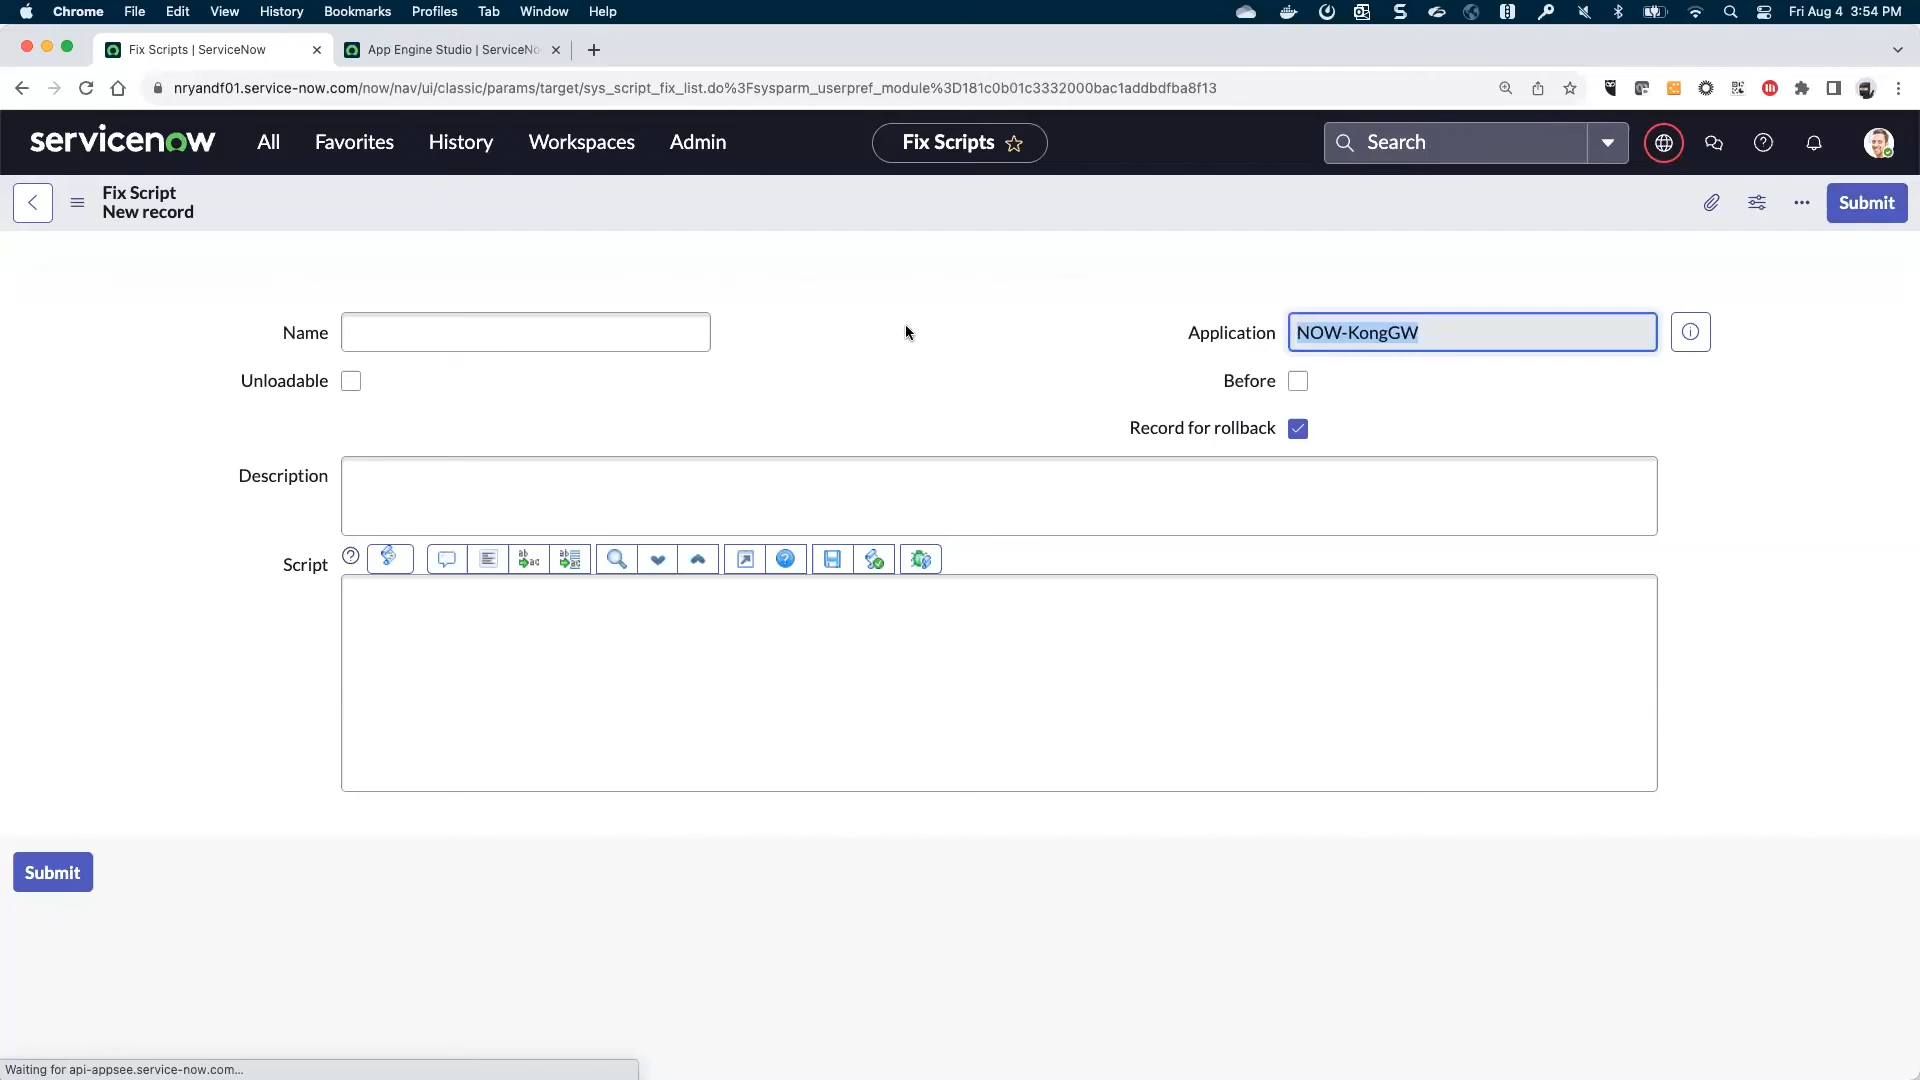 Chrome File Edit View History Bookmarks Profiles Tab Window Help Fri Aug 4 3:54 PM
Fix Scripts | ServiceNow App Engine Studio | ServiceNo
nryandf01.service-now.com/now/nav/ui/classic/params/target/sys_script_fix_list.do%3Fsysparm_userpref_module%3D181c0b01c3332000bac1addbdfba8f13
servicenow All Favorites History Workspaces Admin Fix Scripts Search
Fix Script
New record
Submit
Name Application NOW-KongGW
Unloadable Before
Record for rollback
Description
Script
Submit
Waiting for api-appsee.service-now.com...